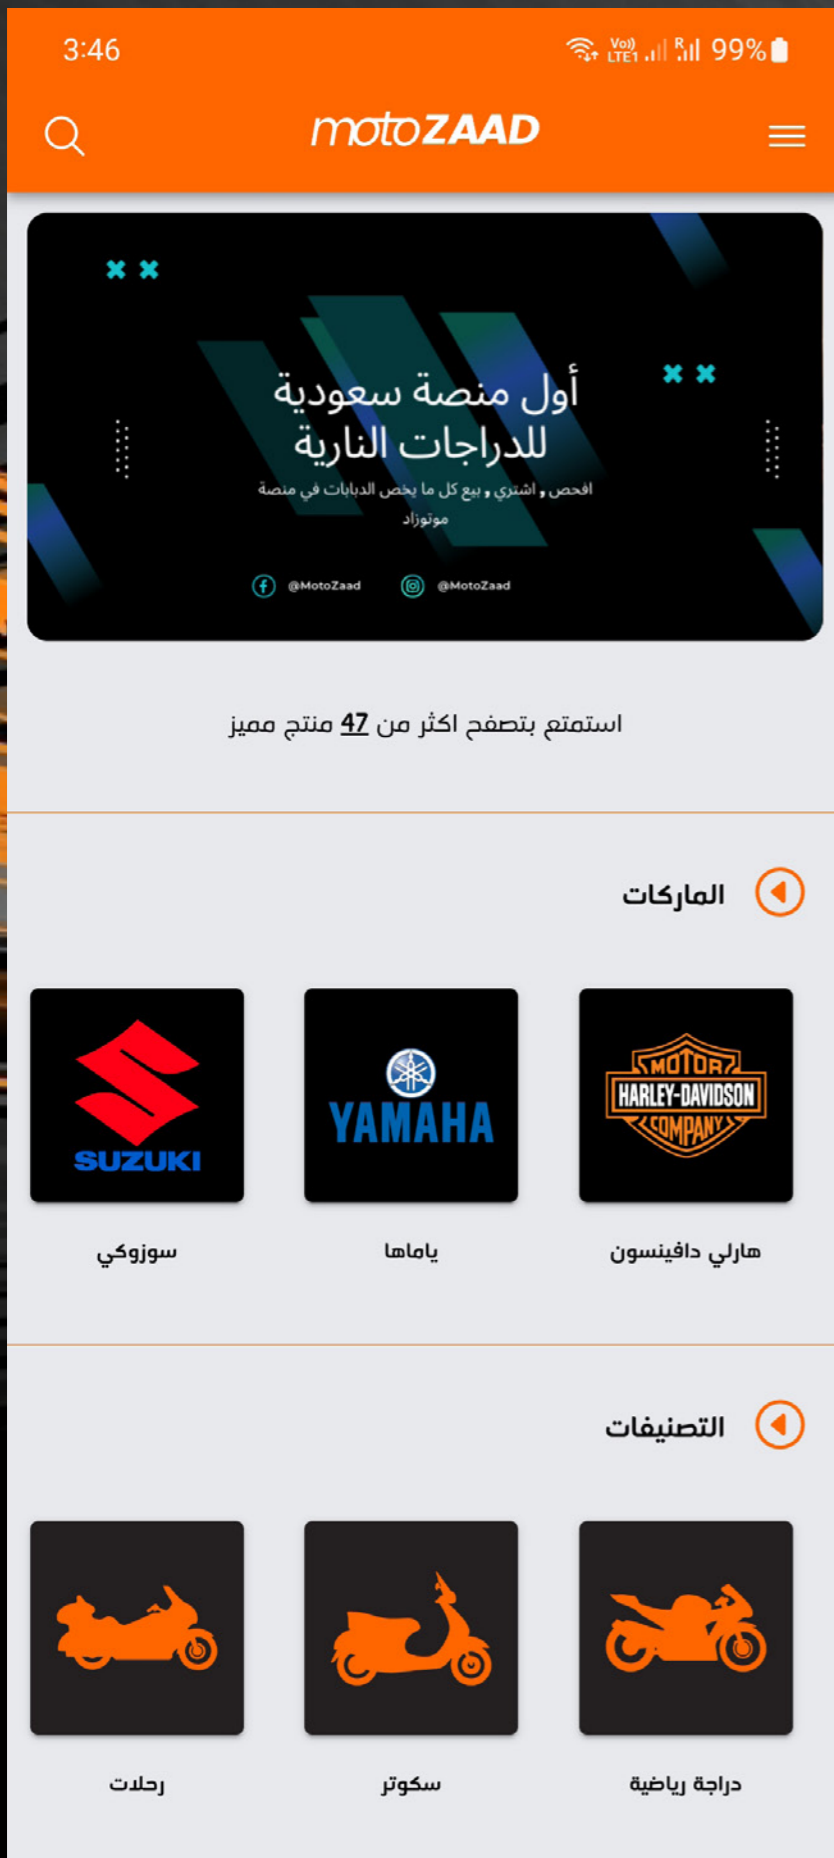 3:46
Vo)) LTE1 R 99%
motoZAAD
أول منصة سعودية
للدراجات النارية
افحص , اشتري , بيع كل ما يخص الدبابات في منصة
موتوزاد
@MotoZaad @MotoZaad
استمتع بتصفح اكثر من 47 منتج مميز
الماركات
MOTOR
HARLEY-DAVIDSON
COMPANY
YAMAHA
SUZUKI
هارلي دافينسون
ياماها
سوزوكي
التصنيفات
دراجة رياضية
سكوتر
رحلات